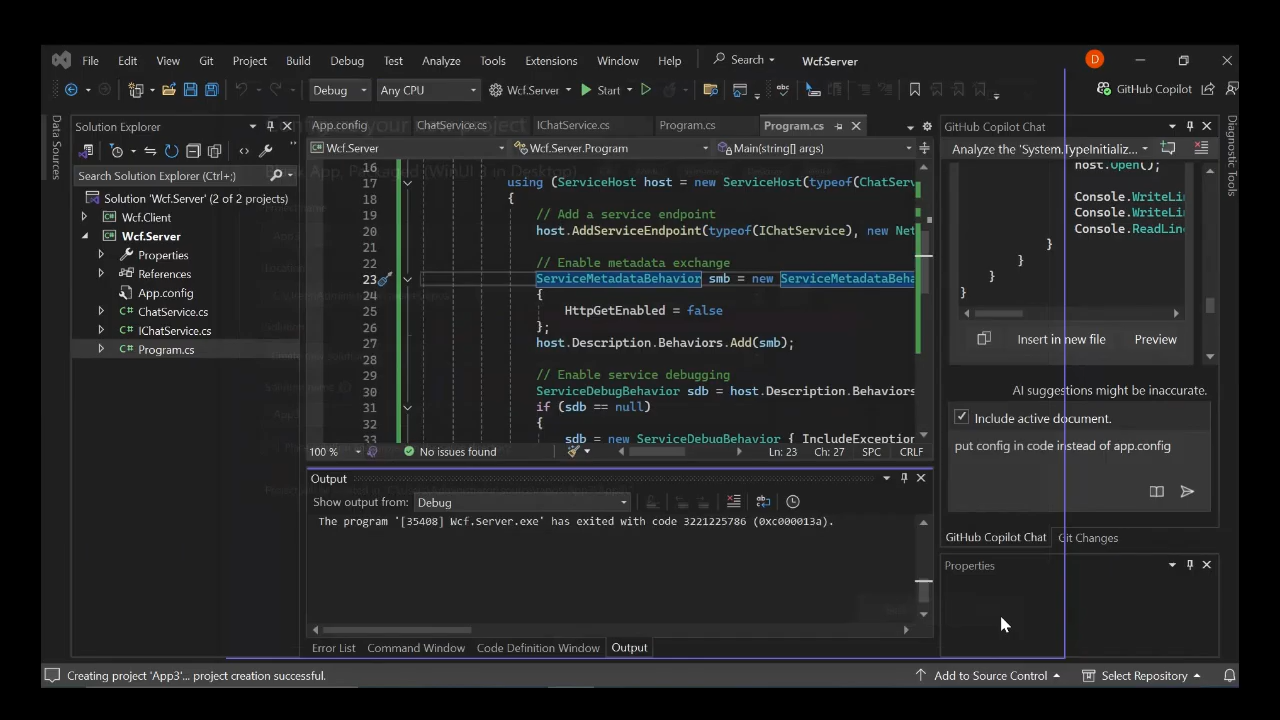 File Edit View Git Project Build Debug Test Analyze Tools Extensions Window Help Search Wcf.Server
Debug Any CPU Wcf.Server Start GitHub Copilot
Data Sources
Solution Explorer
Search Solution Explorer (Ctrl+;)
Solution 'Wcf.Server' (2 of 2 projects)
Wcf.Client
Wcf.Server
Properties
References
App.config
ChatService.cs
IChatService.cs
Program.cs
App.config ChatService.cs IChatService.cs Program.cs Program.cs
Wcf.Server Wcf.Server.Program Main(string[] args)
16
17 using (ServiceHost host = new ServiceHost(typeof(ChatServ
18 {
19 // Add a service endpoint
20 host.AddServiceEndpoint(typeof(IChatService), new Net
21
22 // Enable metadata exchange
23 ServiceMetadataBehavior smb = new ServiceMetadataBeha
24 {
25 HttpGetEnabled = false
26 };
27 host.Description.Behaviors.Add(smb);
28
29 // Enable service debugging
30 ServiceDebugBehavior sdb = host.Description.Behaviors
31 if (sdb == null)
32 {
33 sdb = new ServiceDebugBehavior { IncludeException
100 % No issues found Ln: 23 Ch: 27 SPC CRLF
Output
Show output from: Debug
The program '[35408] Wcf.Server.exe' has exited with code 3221225786 (0xc000013a).
Error List Command Window Code Definition Window Output
GitHub Copilot Chat
Analyze the 'System.TypeInitializ...
host.Open();
Console.WriteLin
Console.WriteLin
Console.ReadLine
}
}
}
}
Insert in new file Preview
AI suggestions might be inaccurate.
Include active document.
put config in code instead of app.config
GitHub Copilot Chat Git Changes
Properties
Diagnostic Tools
Creating project 'App3'... project creation successful. Add to Source Control Select Repository